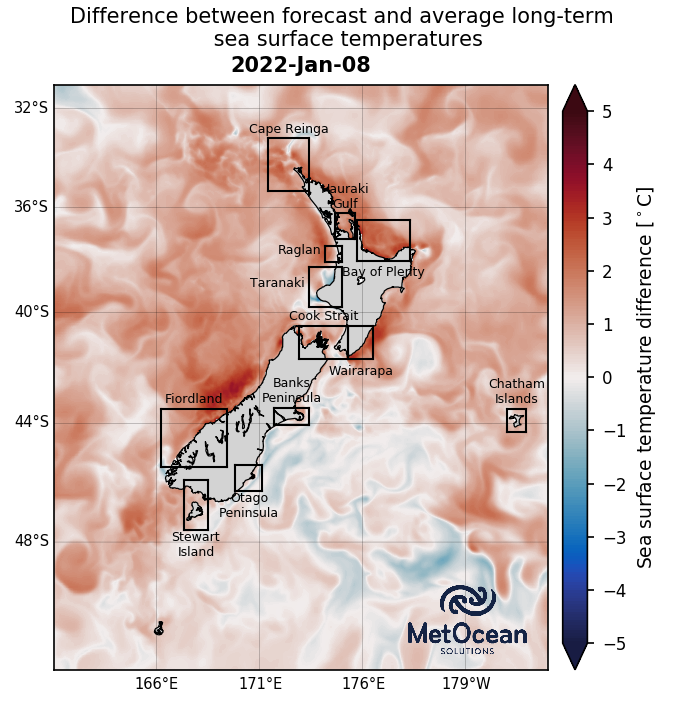 Difference between forecast and average long-term
sea surface temperatures
2022-Jan-08
32°S
36°S
40°S
44°S
48°S
166°E
171°E
176°E
179°W
Cape Reinga
Hauraki
Gulf
Raglan
Bay of Plenty
Taranaki
Cook Strait
Wairarapa
Banks
Peninsula
Fiordland
Chatham
Islands
Otago
Peninsula
Stewart
Island
MetOcean
SOLUTIONS
5
4
3
2
1
0
−1
−2
−3
−4
−5
Sea surface temperature difference [°C]